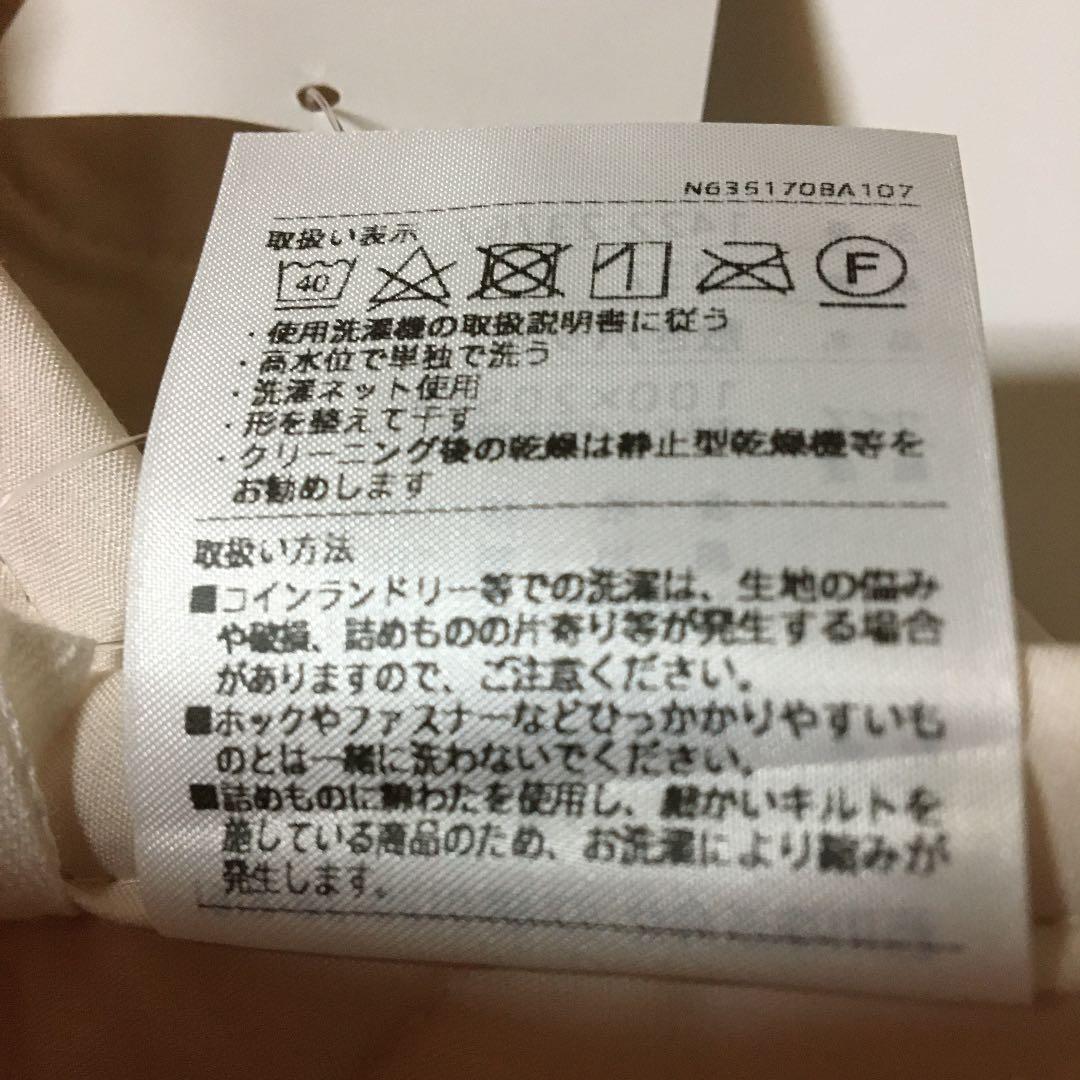 N6351708A107
取扱い表示
40
F
・使用洗濯機の取扱説明書に従う
・高水位で単独で洗う
・洗濯ネット使用
・形を整えて干す
・クリーニング後の乾燥は静止型乾燥機等を
お勧めします
取扱い方法
■コインランドリー等での洗濯は、生地の傷み
や破損、詰めものの片寄り等が発生する場合
がありますので、ご注意ください。
■ホックやファスナーなどひっかかりやすいも
のとは一緒に洗わないでください。
■詰めものに綿わたを使用し、細かいキルトを
施している商品のため、お洗濯により縮みが
発生します。